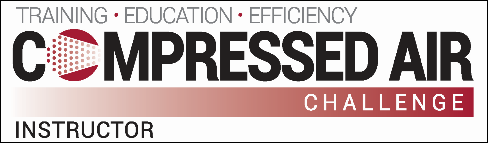 TRAINING • EDUCATION • EFFICIENCY
COMPRESSED AIR
CHALLENGE
INSTRUCTOR